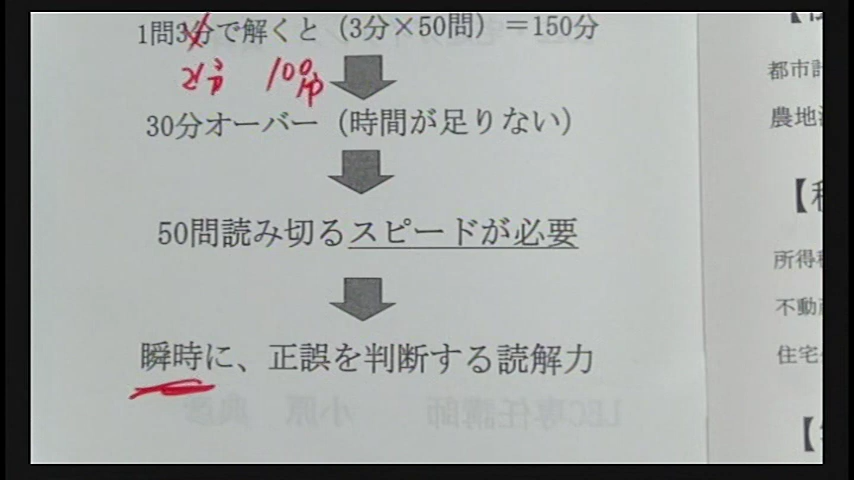 1問3分で解くと（3分×50問）＝150分
2分 100秒
30分オーバー（時間が足りない）
50問読み切るスピードが必要
瞬時に、正誤を判断する読解力
都市計
農地
所得税
不動産
住宅
LEC専任講師 小原 典彦